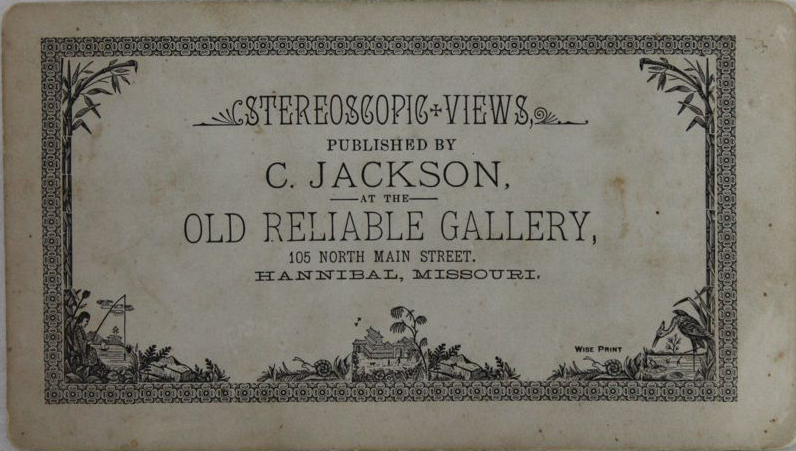 STEREOSCOPIC + VIEWS,
PUBLISHED BY
C. JACKSON,
AT THE
OLD RELIABLE GALLERY,
105 NORTH MAIN STREET.
HANNIBAL, MISSOURI.
WISE PRINT